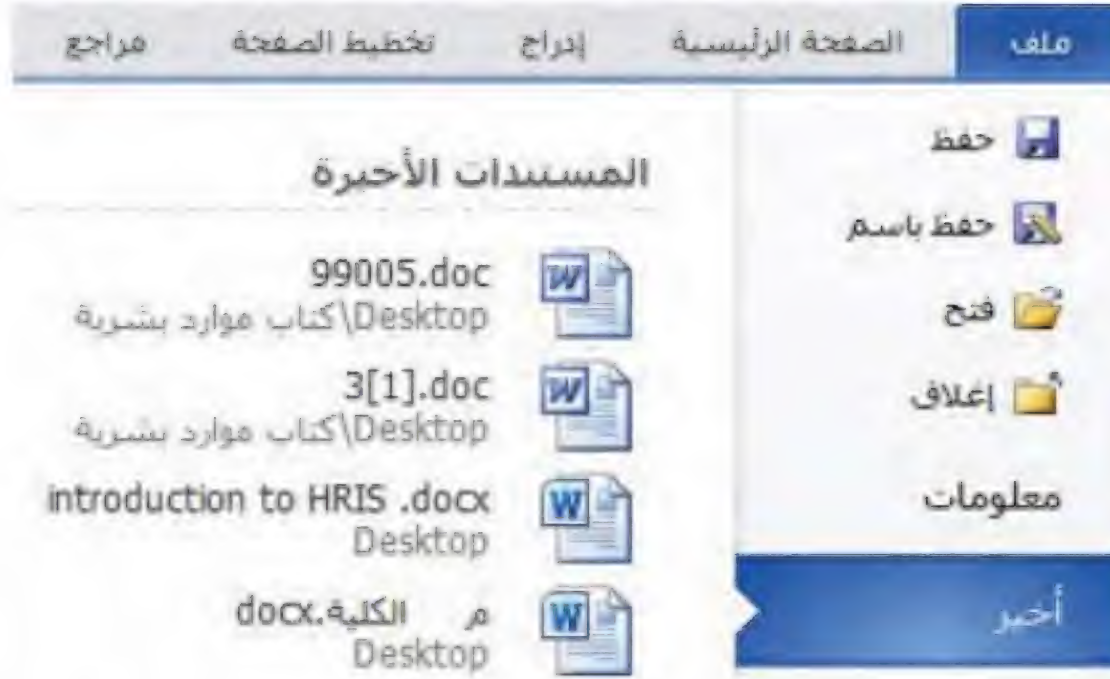 ملف الصفحة الرئيسية إدراج تخطيط الصفحة مراجع
حفظ
حفظ باسم
فتح
إغلاق
معلومات
أخير
المستندات الأخيرة
99005.doc
Desktop\كتاب موارد بشرية
3[1].doc
Desktop\كتاب موارد بشرية
introduction to HRIS .docx
Desktop
م الكلية.docx
Desktop